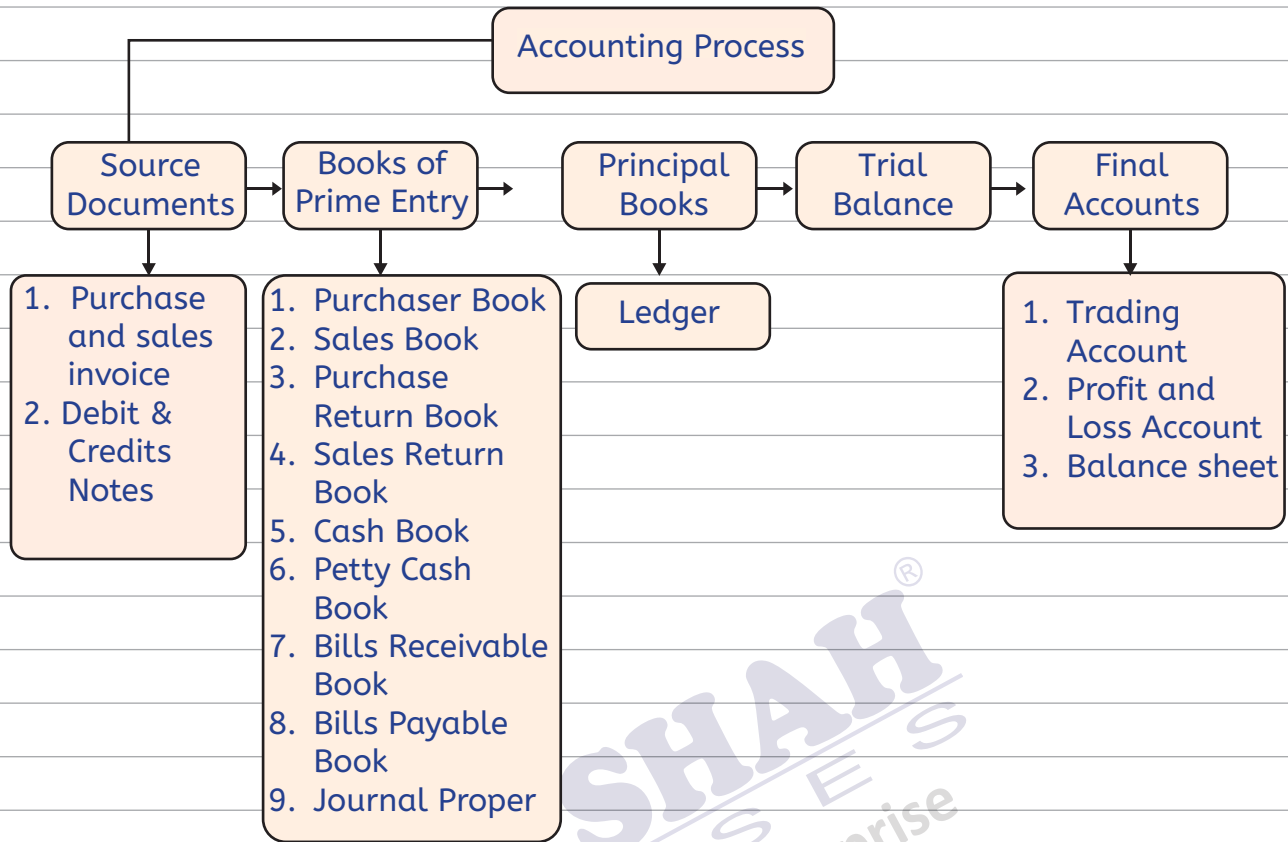 Accounting Process
Source
Documents
Books of
Prime Entry
Principal
Books
Trial
Balance
Final
Accounts
1. Purchase
and sales
invoice
2. Debit &
Credits
Notes
1. Purchaser Book
2. Sales Book
3. Purchase
Return Book
4. Sales Return
Book
5. Cash Book
6. Petty Cash
Book
7. Bills Receivable
Book
8. Bills Payable
Book
9. Journal Proper
Ledger
1. Trading
Account
2. Profit and
Loss Account
3. Balance sheet
SHAH®